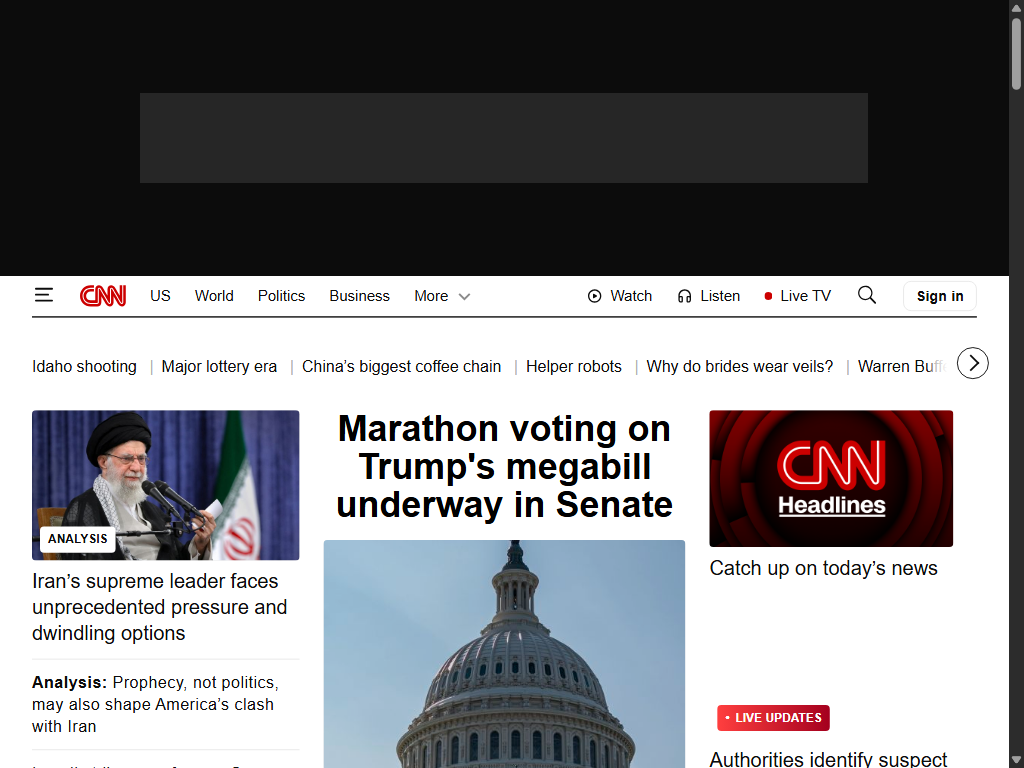 CNN
US
World
Politics
Business
More
Watch
Listen
Live TV
Sign in
Idaho shooting
Major lottery era
China’s biggest coffee chain
Helper robots
Why do brides wear veils?
Warren Buffe
ANALYSIS
Iran’s supreme leader faces
unprecedented pressure and
dwindling options
Analysis: Prophecy, not politics,
may also shape America’s clash
with Iran
Marathon voting on
Trump's megabill
underway in Senate
CNN
Headlines
Catch up on today’s news
• LIVE UPDATES
Authorities identify suspect